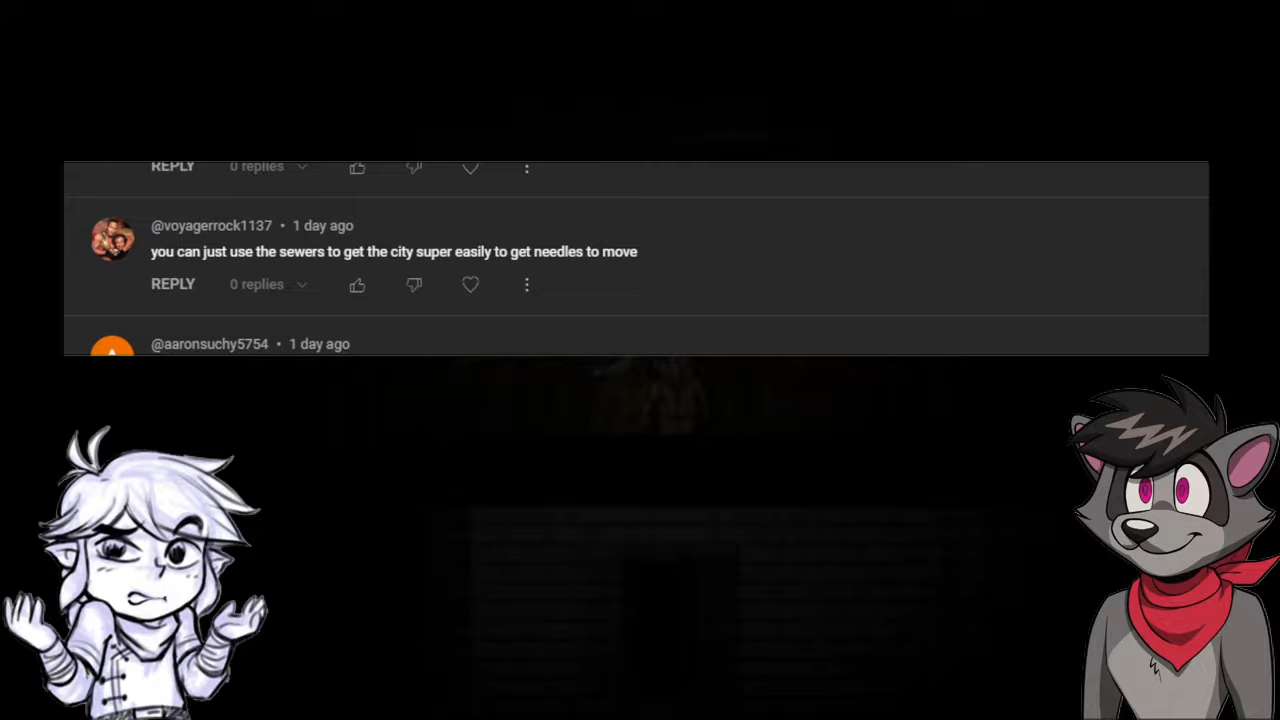 REPLY 0 replies
@voyagerrock1137 • 1 day ago
you can just use the sewers to get the city super easily to get needles to move
REPLY 0 replies
@aaronsuchy5754 • 1 day ago
A